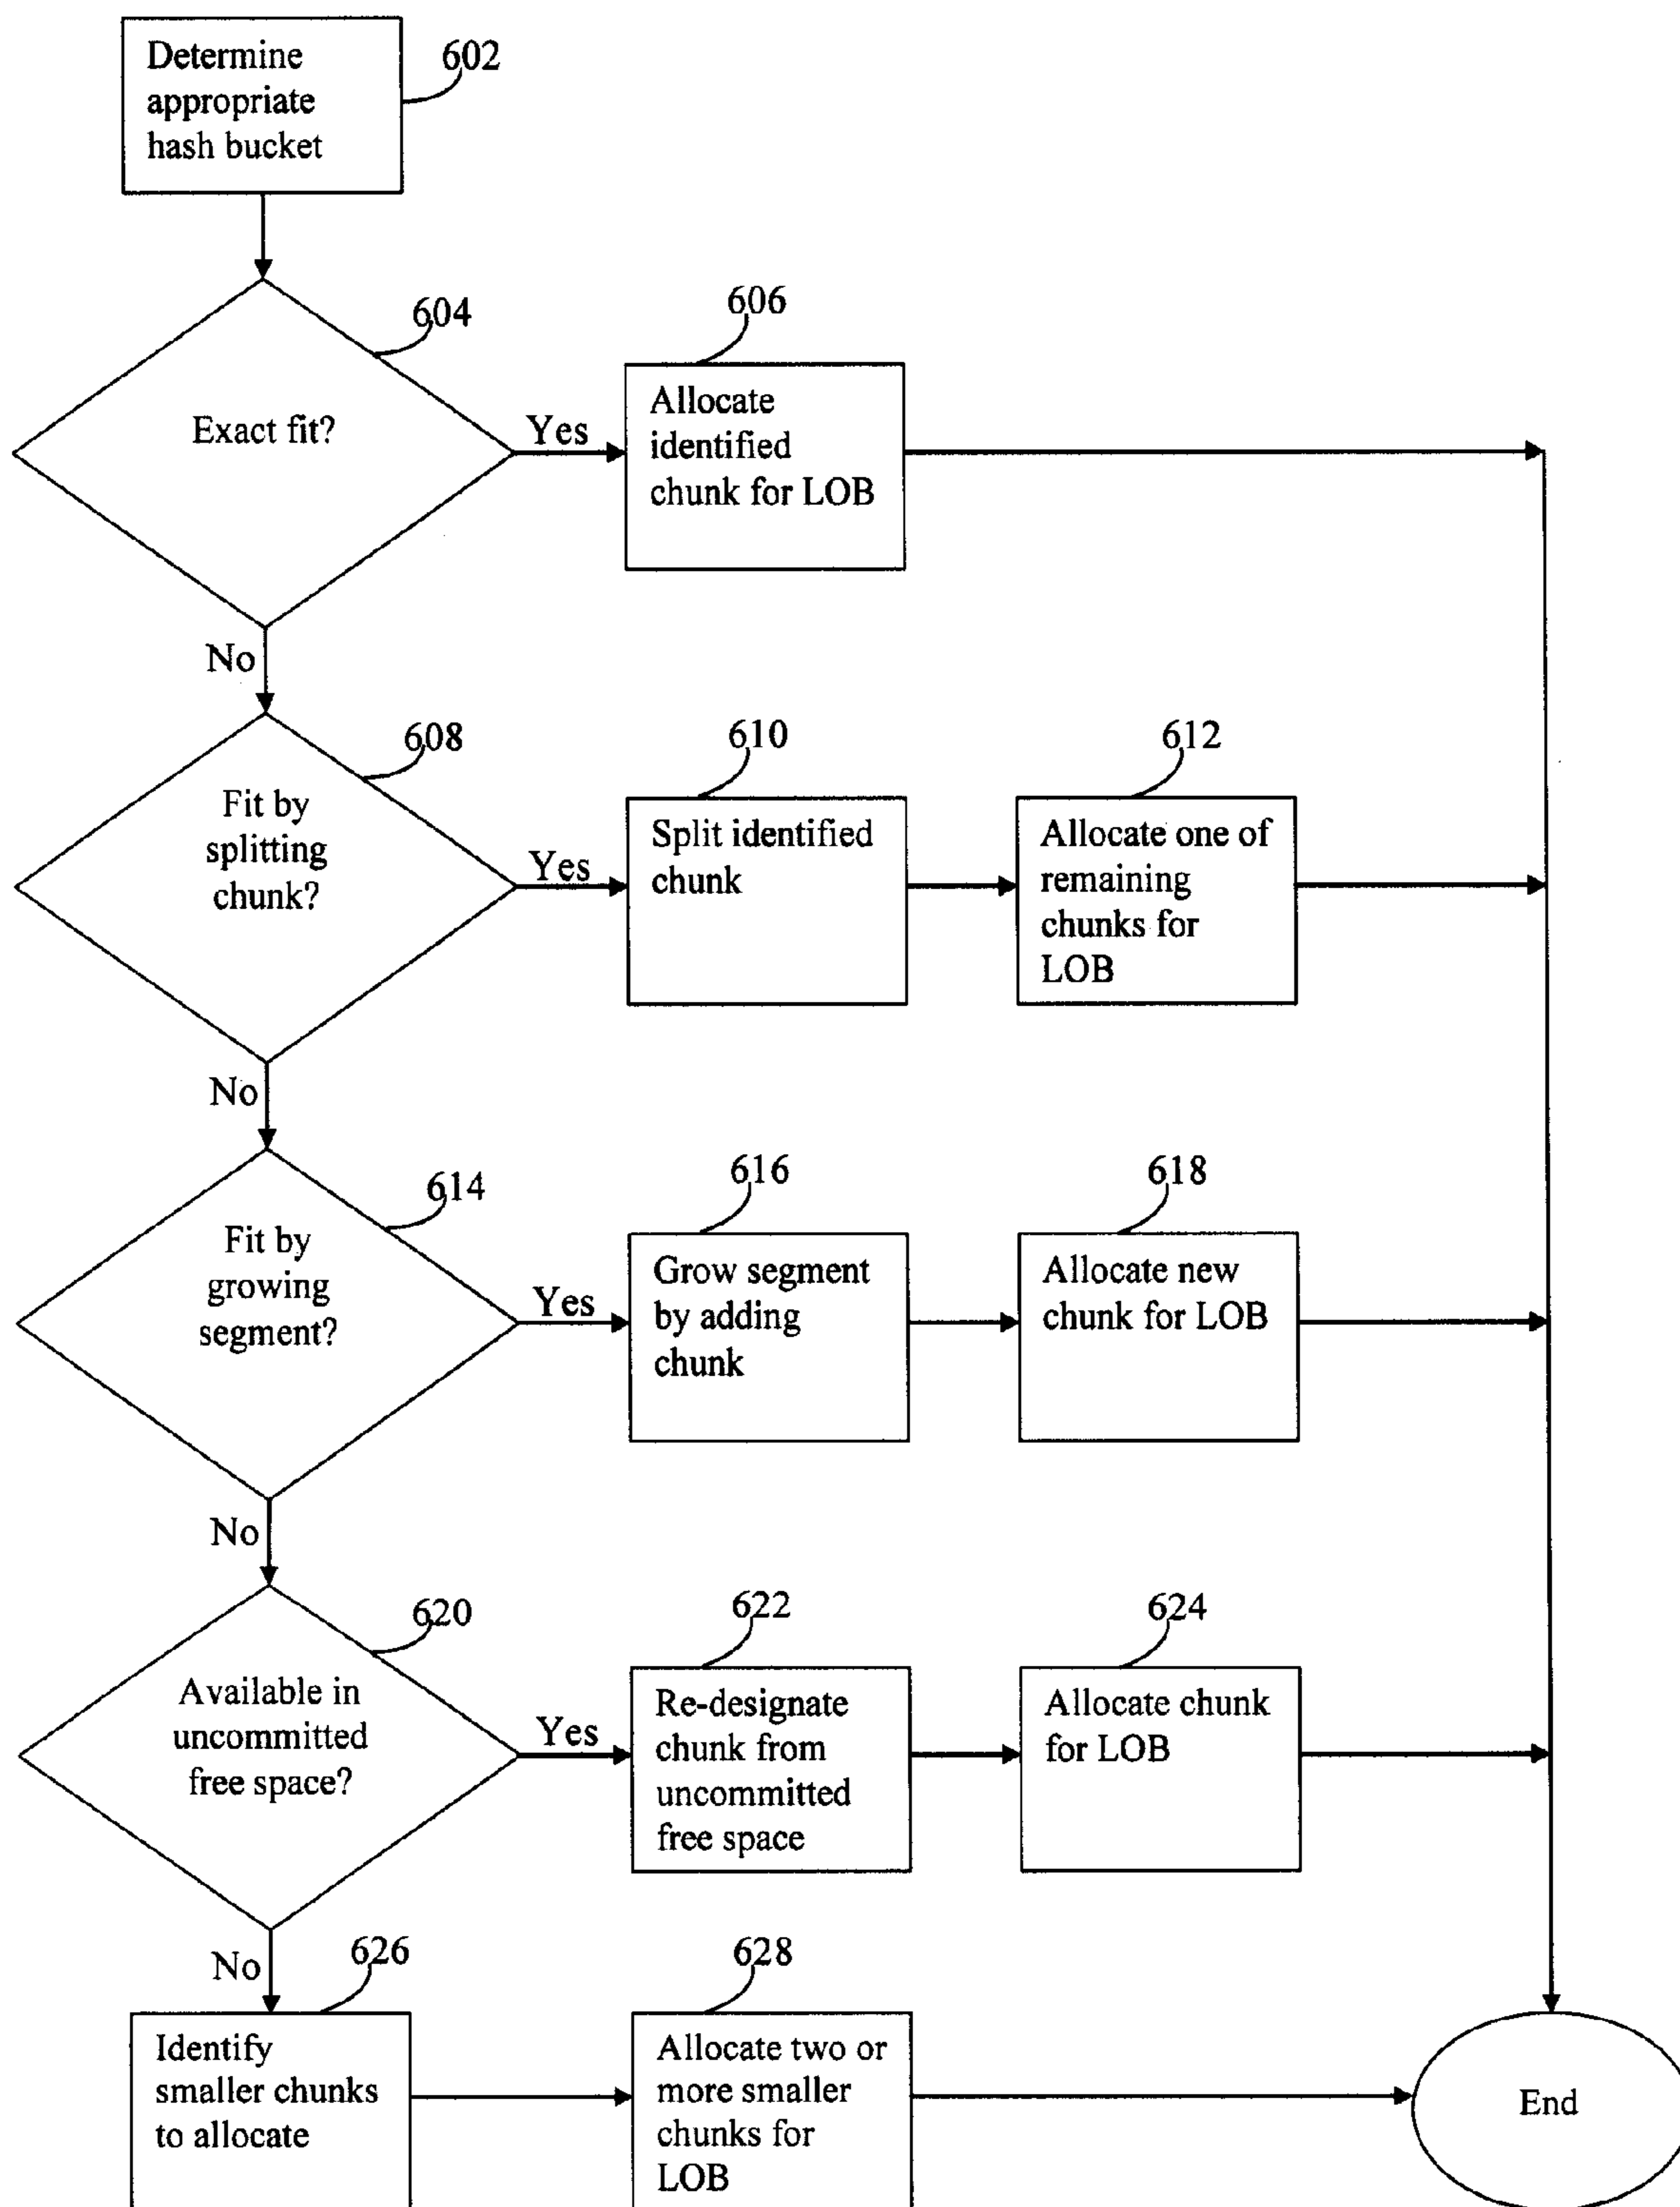 Determine
appropriate
hash bucket
602
604
Exact fit?
Yes
606
Allocate
identified
chunk for LOB
No
608
Fit by
splitting
chunk?
Yes
610
Split identified
chunk
612
Allocate one of
remaining
chunks for
LOB
No
614
Fit by
growing
segment?
Yes
616
Grow segment
by adding
chunk
618
Allocate new
chunk for LOB
No
620
Available in
uncommitted
free space?
Yes
622
Re-designate
chunk from
uncommitted
free space
624
Allocate chunk
for LOB
No
626
Identify
smaller chunks
to allocate
628
Allocate two or
more smaller
chunks for
LOB
End